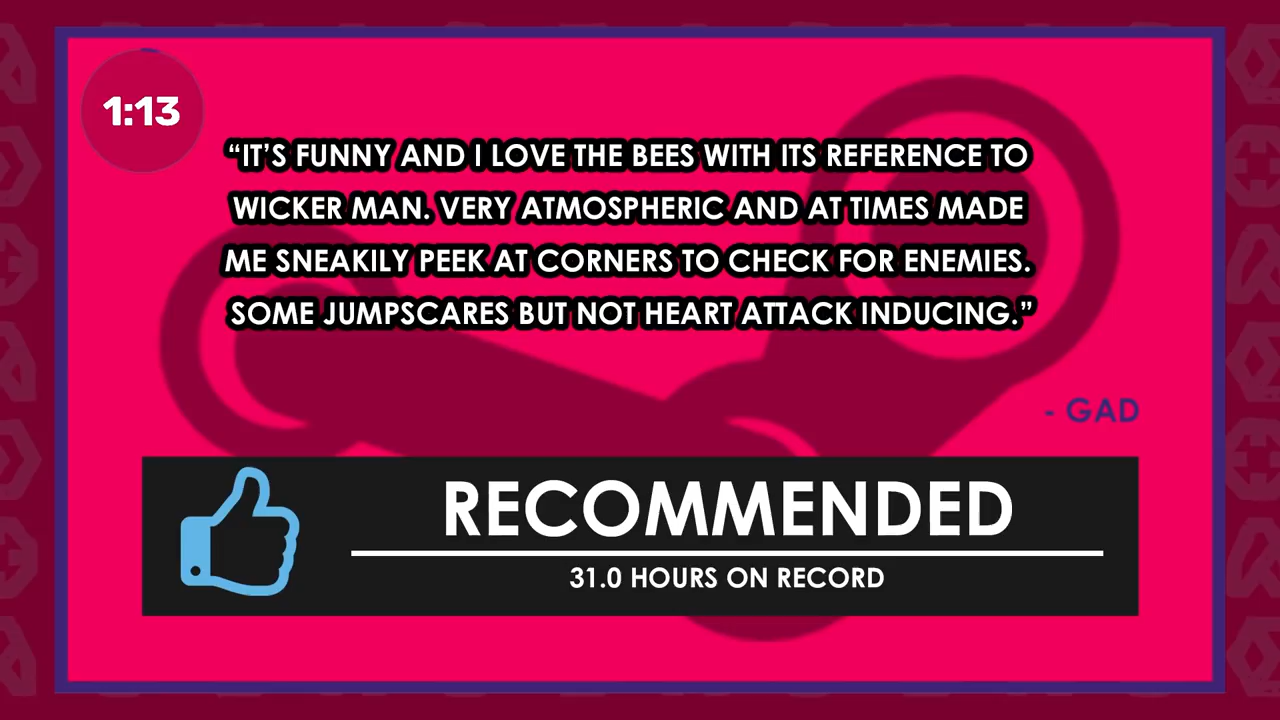 1:13
“IT’S FUNNY AND I LOVE THE BEES WITH ITS REFERENCE TO
WICKER MAN. VERY ATMOSPHERIC AND AT TIMES MADE
ME SNEAKILY PEEK AT CORNERS TO CHECK FOR ENEMIES.
SOME JUMPSCARES BUT NOT HEART ATTACK INDUCING.”
- GAD
RECOMMENDED
31.0 HOURS ON RECORD